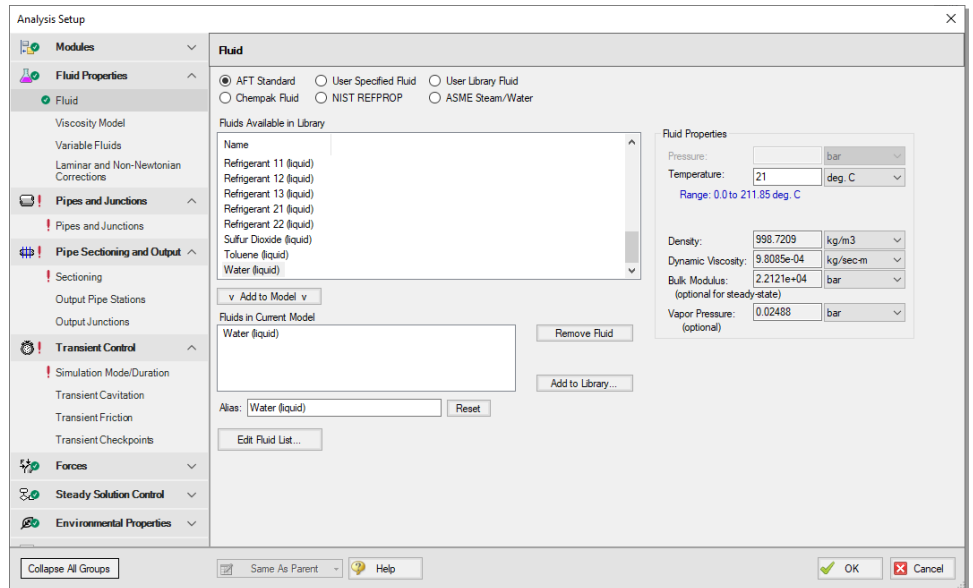 Analysis Setup
Modules
Fluid Properties
Fluid
Viscosity Model
Variable Fluids
Laminar and Non-Newtonian
Corrections
Pipes and Junctions
Pipes and Junctions
Pipe Sectioning and Output
Sectioning
Output Pipe Stations
Output Junctions
Transient Control
Simulation Mode/Duration
Transient Cavitation
Transient Friction
Transient Checkpoints
Forces
Steady Solution Control
Environmental Properties
Collapse All Groups
Fluid
AFT Standard User Specified Fluid User Library Fluid
Chempak Fluid NIST REFPROP ASME Steam/Water
Fluids Available in Library
Name
Refrigerant 11 (liquid)
Refrigerant 12 (liquid)
Refrigerant 13 (liquid)
Refrigerant 21 (liquid)
Refrigerant 22 (liquid)
Sulfur Dioxide (liquid)
Toluene (liquid)
Water (liquid)
v Add to Model v
Fluids in Current Model
Water (liquid)
Remove Fluid
Add to Library...
Alias: Water (liquid) Reset
Edit Fluid List...
Fluid Properties
Pressure: bar
Temperature: 21 deg. C
Range: 0.0 to 211.85 deg. C
Density: 998.7209 kg/m3
Dynamic Viscosity: 9.8085e-04 kg/sec-m
Bulk Modulus: 2.2121e+04 bar
(optional for steady-state)
Vapor Pressure: 0.02488 bar
(optional)
Same As Parent Help OK Cancel